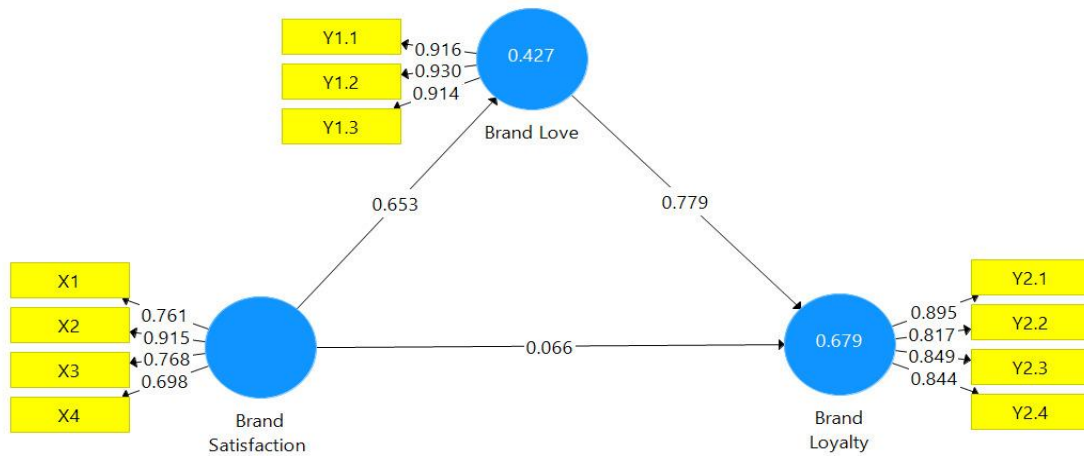 Y1.1
Y1.2
Y1.3
0.916
0.930
0.914
0.427
Brand Love
0.653
0.779
X1
X2
X3
X4
0.761
0.915
0.768
0.698
Brand
Satisfaction
0.066
0.679
Brand
Loyalty
0.895
0.817
0.849
0.844
Y2.1
Y2.2
Y2.3
Y2.4